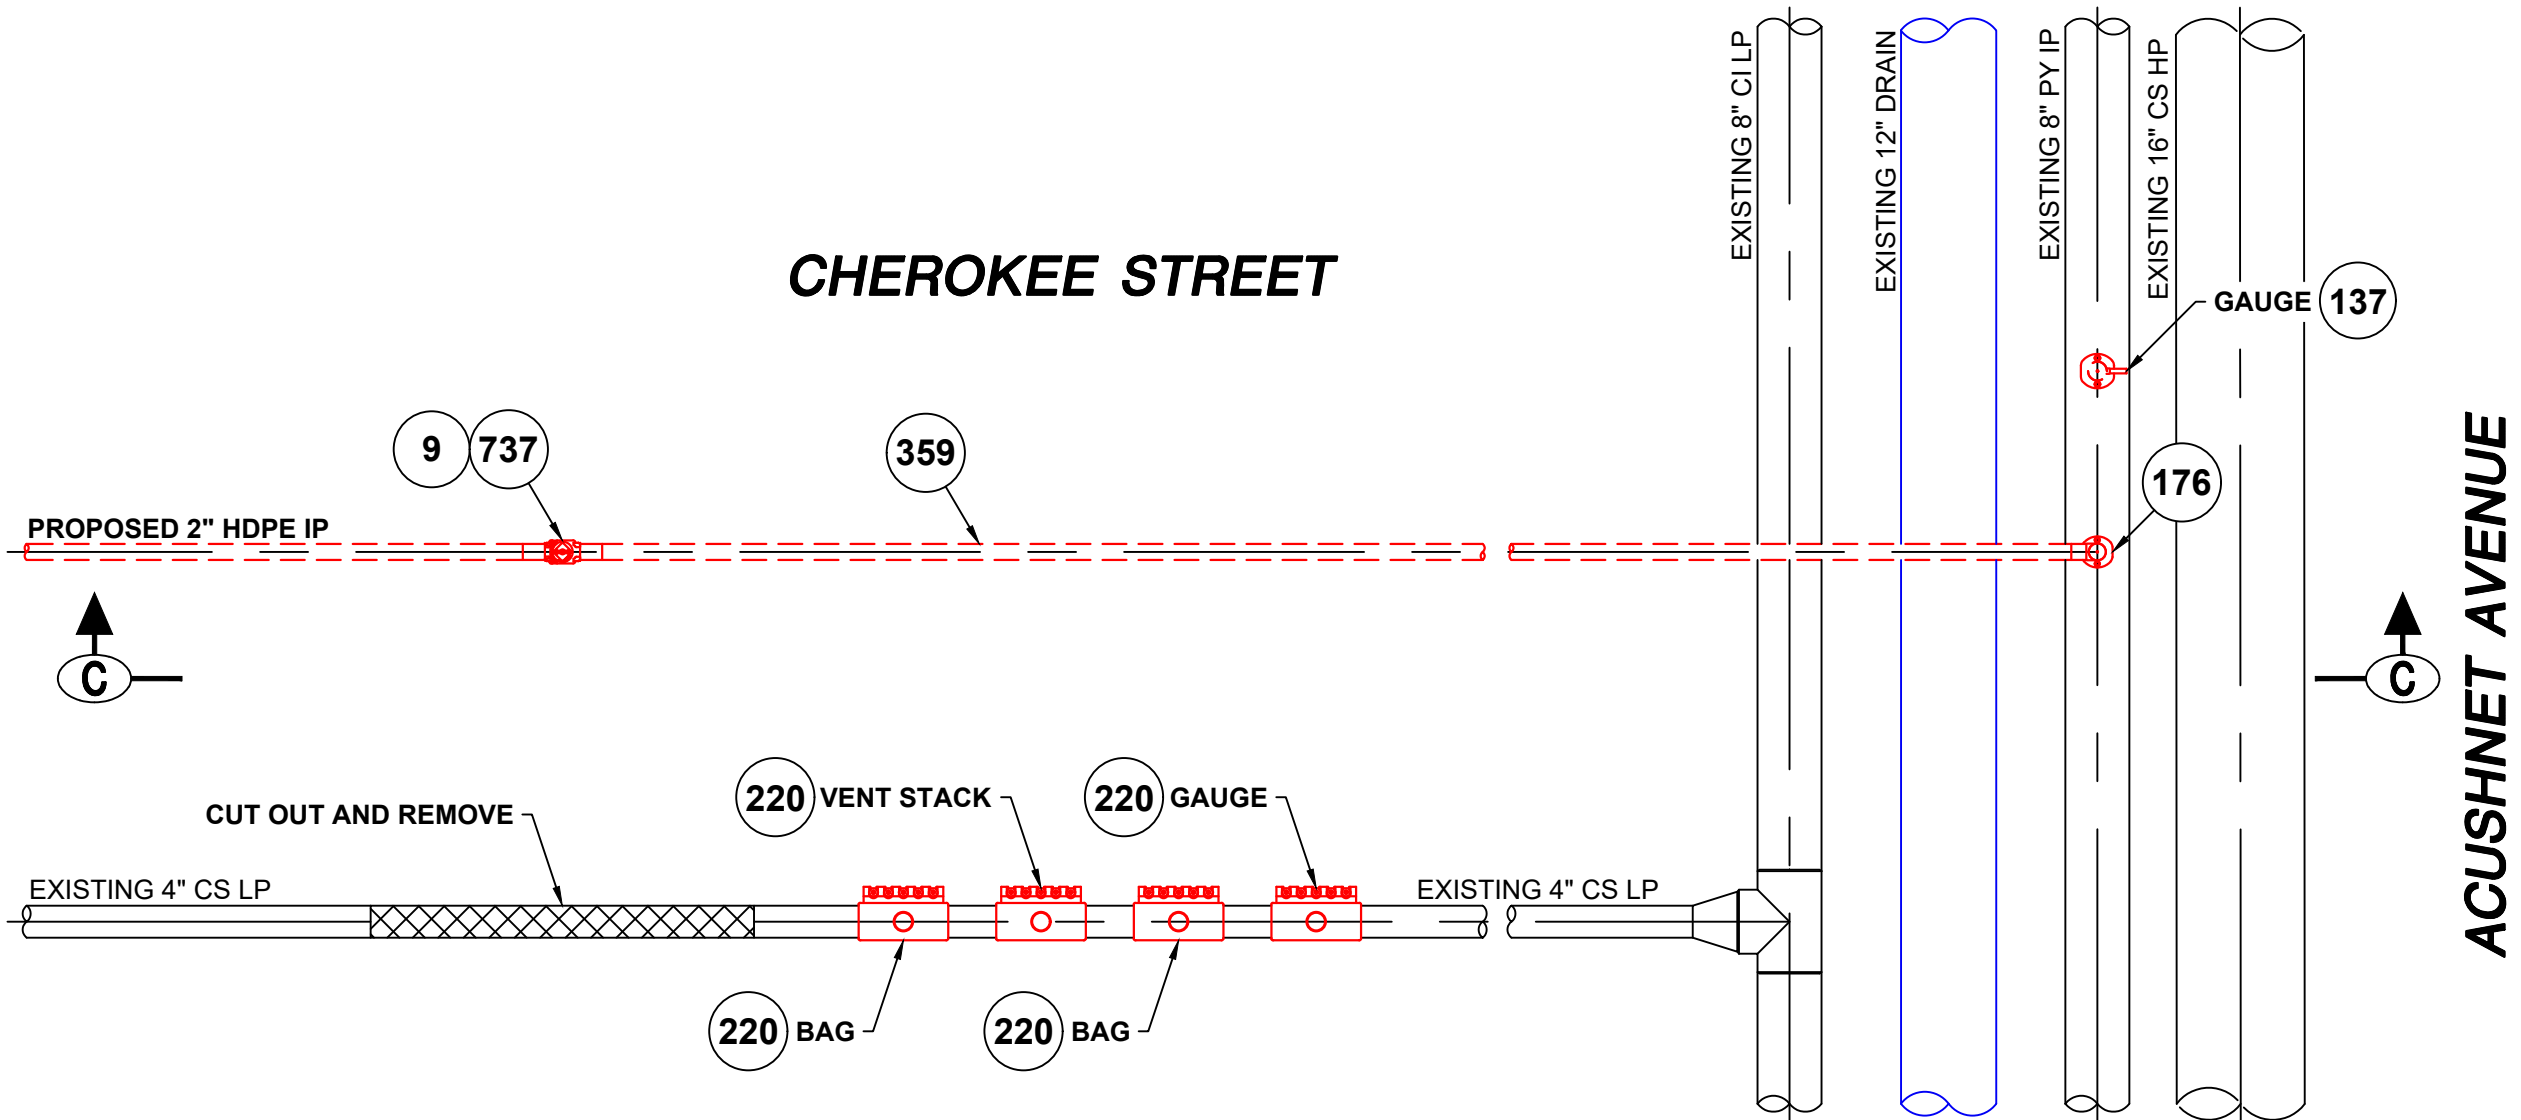 EXISTING 8" CI LP
EXISTING 12" DRAIN
EXISTING 8" PY IP
EXISTING 16" CS HP
CHEROKEE STREET
GAUGE 137
9 737
359
176
PROPOSED 2" HDPE IP
ACUSHNET AVENUE
C
C
220 VENT STACK
220 GAUGE
CUT OUT AND REMOVE
EXISTING 4" CS LP
EXISTING 4" CS LP
220 BAG
220 BAG